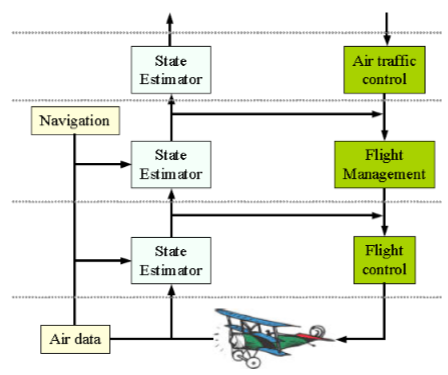 State
Estimator
Air traffic
control
Navigation
State
Estimator
Flight
Management
State
Estimator
Flight
control
Air data